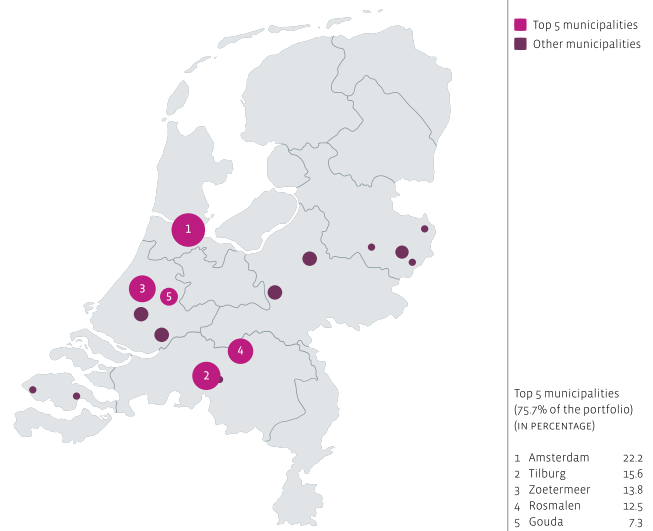 Top 5 municipalities
Other municipalities
1
3
5
4
2
Top 5 municipalities
(75.7% of the portfolio)
(IN PERCENTAGE)
1 Amsterdam 22.2
2 Tilburg 15.6
3 Zoetermeer 13.8
4 Rosmalen 12.5
5 Gouda 7.3